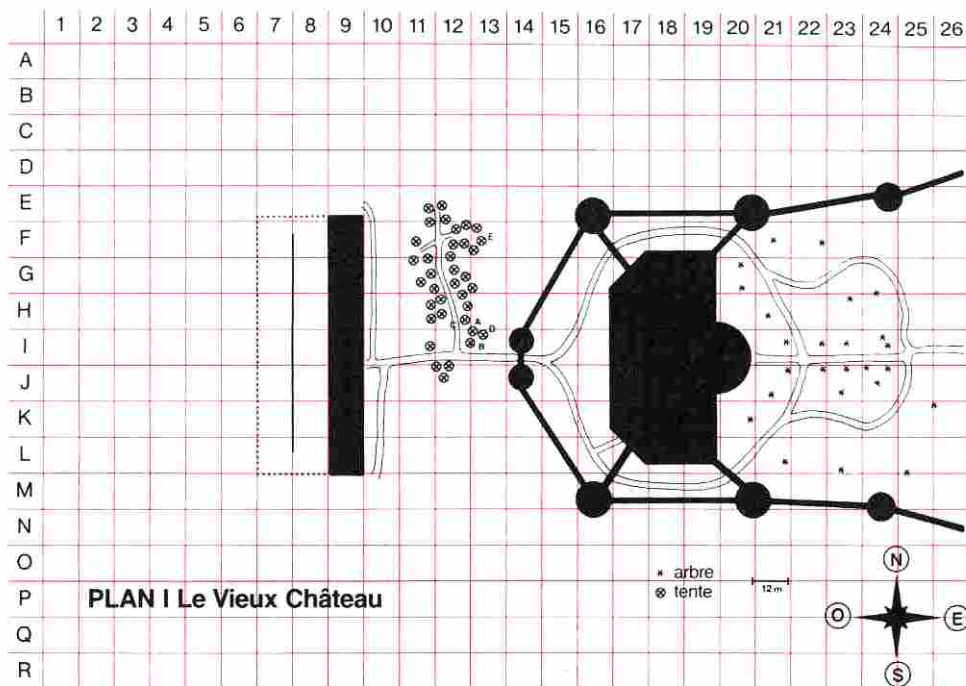 1 2 3 4 5 6 7 8 9 10 11 12 13 14 15 16 17 18 19 20 21 22 23 24 25 26
A
B
C
D
E
F
E
G
H
A
C
D
I
B
J
K
L
M
N
O
N
arbre
P
tente
12 m
PLAN I Le Vieux Château
O
E
Q
R
S